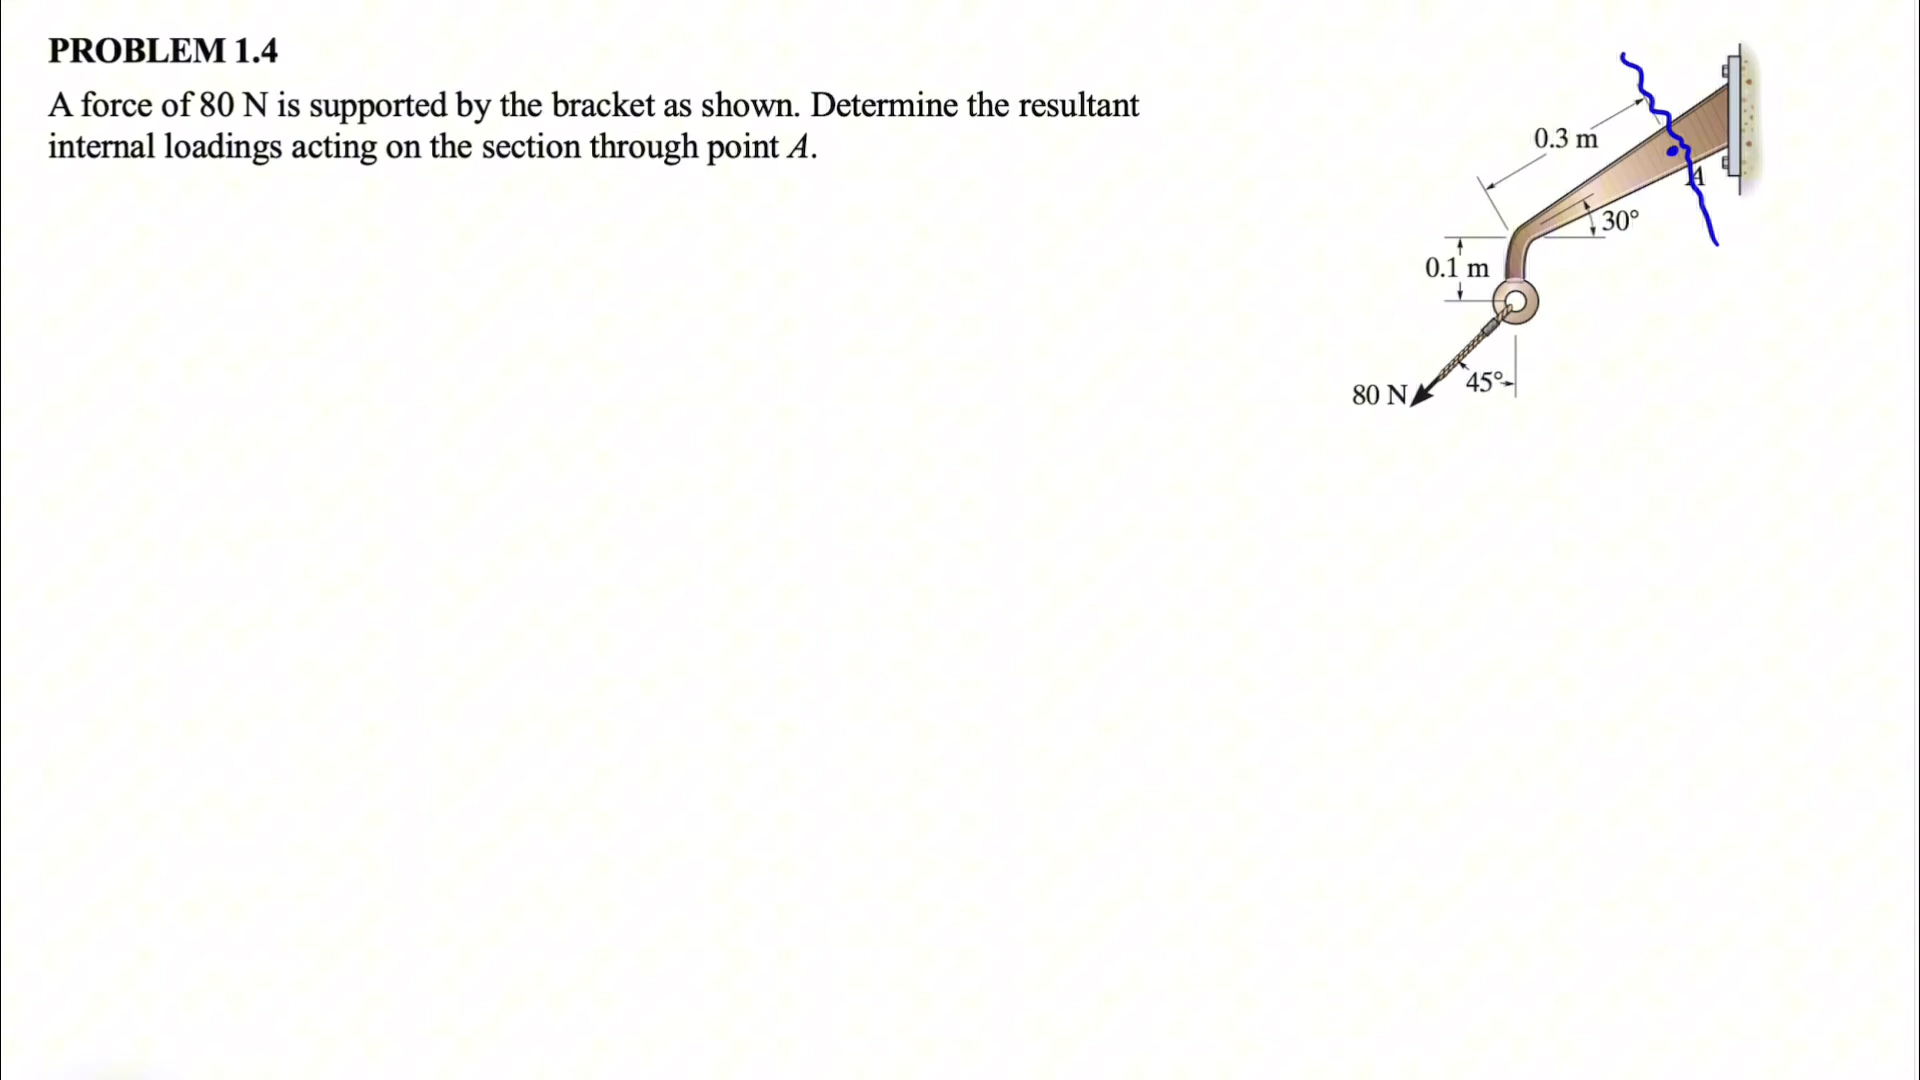 PROBLEM 1.4
A force of 80 N is supported by the bracket as shown. Determine the resultant
internal loadings acting on the section through point A.
0.3 m
A
30°
0.1 m
45°
80 N